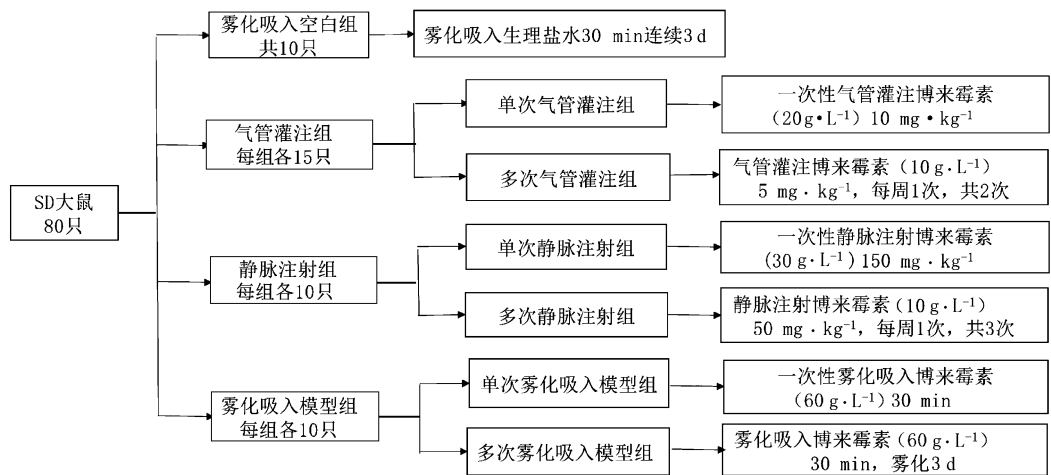 雾化吸入空白组
共10只
雾化吸入生理盐水30 min连续3 d
单次气管灌注组
一次性气管灌注博来霉素
(20g•L⁻¹) 10 mg•kg⁻¹
气管灌注组
每组各15只
多次气管灌注组
气管灌注博来霉素(10 g·L⁻¹)
5 mg·kg⁻¹, 每周1次, 共2次
SD大鼠
80只
单次静脉注射组
一次性静脉注射博来霉素
(30 g·L⁻¹) 150 mg·kg⁻¹
静脉注射组
每组各10只
多次静脉注射组
静脉注射博来霉素(10 g·L⁻¹)
50 mg·kg⁻¹, 每周1次, 共3次
单次雾化吸入模型组
一次性雾化吸入博来霉素
(60 g·L⁻¹) 30 min
雾化吸入模型组
每组各10只
多次雾化吸入模型组
雾化吸入博来霉素(60 g·L⁻¹)
30 min, 雾化3 d